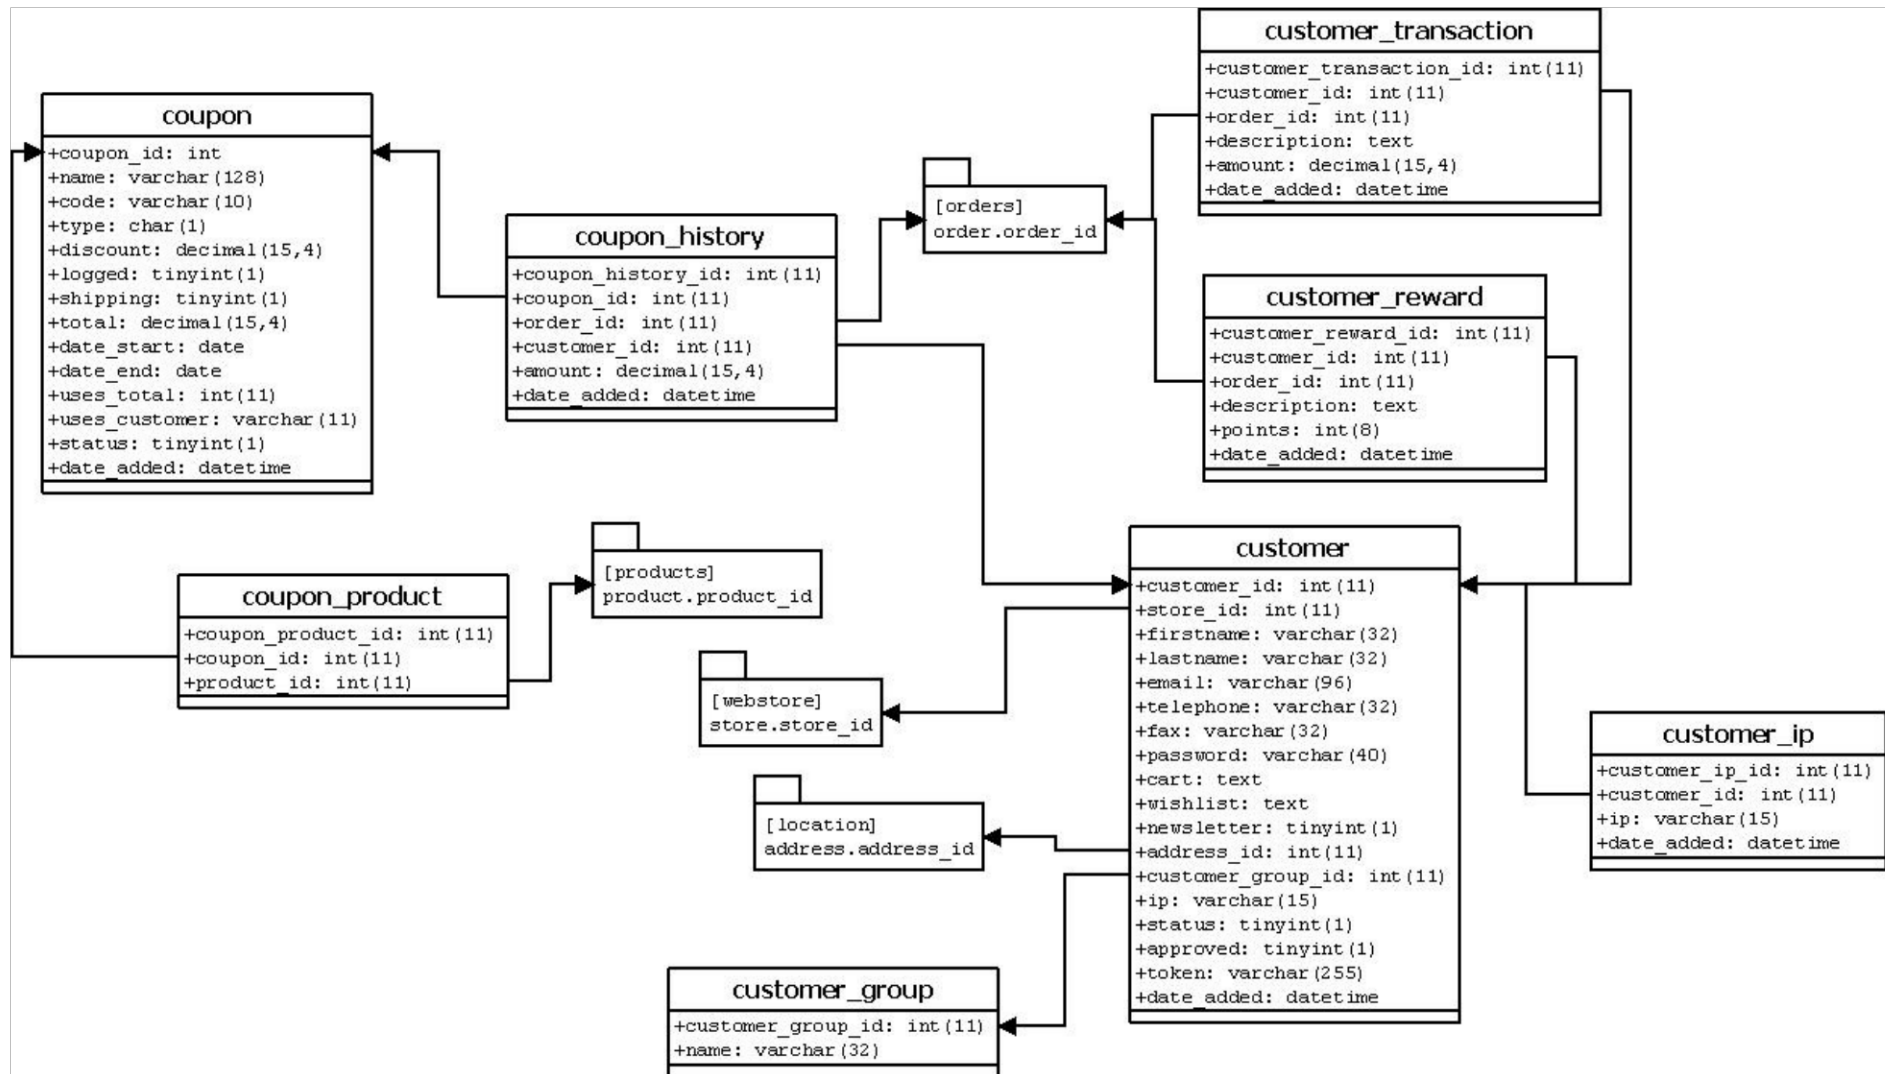 customer_transaction
+customer_transaction_id: int(11)
+customer_id: int(11)
+order_id: int(11)
+description: text
+amount: decimal(15,4)
+date_added: datetime
coupon
+coupon_id: int
+name: varchar(128)
+code: varchar(10)
+type: char(1)
+discount: decimal(15,4)
+logged: tinyint(1)
+shipping: tinyint(1)
+total: decimal(15,4)
+date_start: date
+date_end: date
+uses_total: int(11)
+uses_customer: varchar(11)
+status: tinyint(1)
+date_added: datetime
coupon_history
+coupon_history_id: int(11)
+coupon_id: int(11)
+order_id: int(11)
+customer_id: int(11)
+amount: decimal(15,4)
+date_added: datetime
[orders]
order.order_id
customer_reward
+customer_reward_id: int(11)
+customer_id: int(11)
+order_id: int(11)
+description: text
+points: int(8)
+date_added: datetime
coupon_product
+coupon_product_id: int(11)
+coupon_id: int(11)
+product_id: int(11)
[products]
product.product_id
[webstore]
store.store_id
[location]
address.address_id
customer
+customer_id: int(11)
+store_id: int(11)
+firstname: varchar(32)
+lastname: varchar(32)
+email: varchar(96)
+telephone: varchar(32)
+fax: varchar(32)
+password: varchar(40)
+cart: text
+wishlist: text
+newsletter: tinyint(1)
+address_id: int(11)
+customer_group_id: int(11)
+ip: varchar(15)
+status: tinyint(1)
+approved: tinyint(1)
+token: varchar(255)
+date_added: datetime
customer_ip
+customer_ip_id: int(11)
+customer_id: int(11)
+ip: varchar(15)
+date_added: datetime
customer_group
+customer_group_id: int(11)
+name: varchar(32)